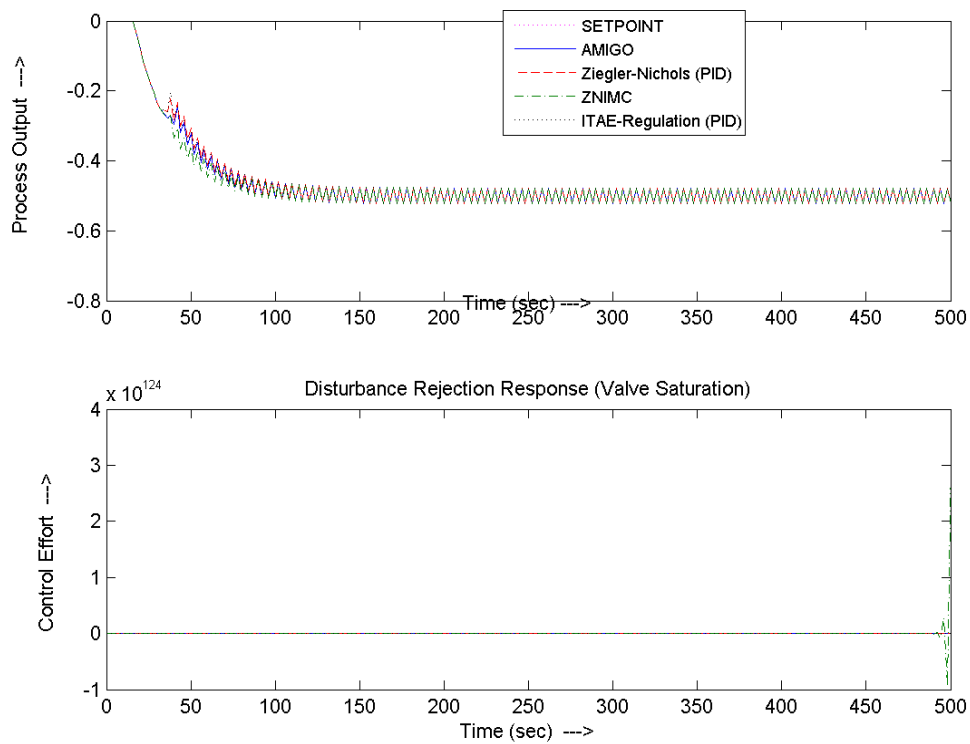 0
-0.2
-0.4
-0.6
-0.8
Process Output --->
SETPOINT
AMIGO
Ziegler-Nichols (PID)
ZNIMC
ITAE-Regulation (PID)
0 50 100 150 200 250 300 350 400 450 500
Time (sec) --->
Disturbance Rejection Response (Valve Saturation)
x 10^124
4
3
2
1
0
-1
Control Effort --->
0 50 100 150 200 250 300 350 400 450 500
Time (sec) --->